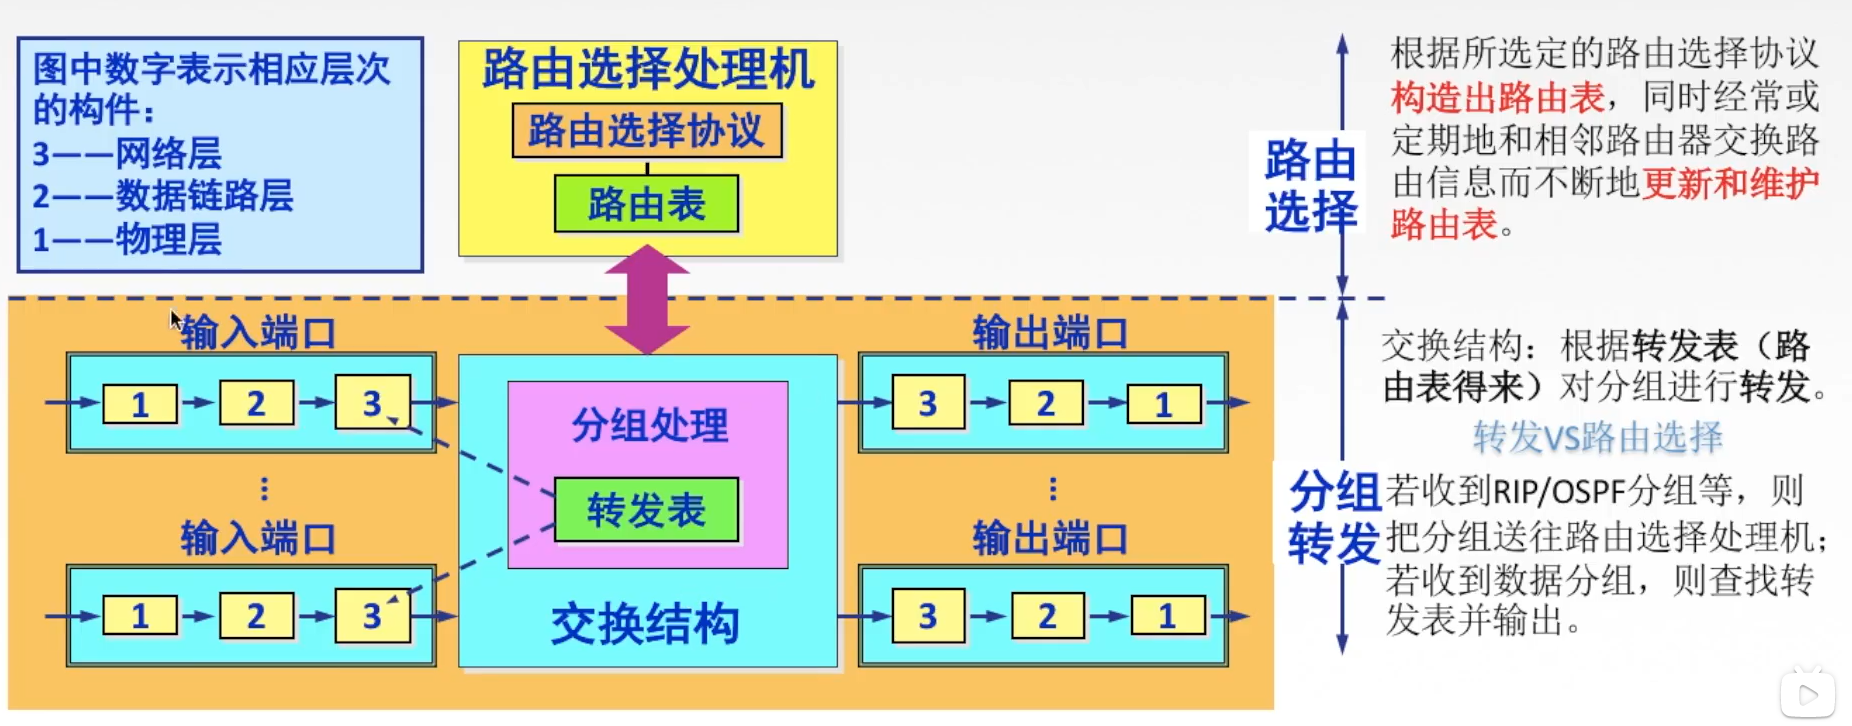 图中数字表示相应层次
的构件：
3——网络层
2——数据链路层
1——物理层
路由选择处理机
路由选择协议
路由表
路由
选择
根据所选定的路由选择协议
构造出路由表，同时经常或
定期地和相邻路由器交换路
由信息而不断地更新和维护
路由表。
输入端口
1
2
3
输入端口
1
2
3
分组处理
转发表
交换结构
输出端口
3
2
1
输出端口
3
2
1
分组
转发
交换结构：根据转发表（路
由表得来）对分组进行转发。
转发VS路由选择
若收到RIP/OSPF分组等，则
把分组送往路由选择处理机；
若收到数据分组，则查找转
发表并输出。